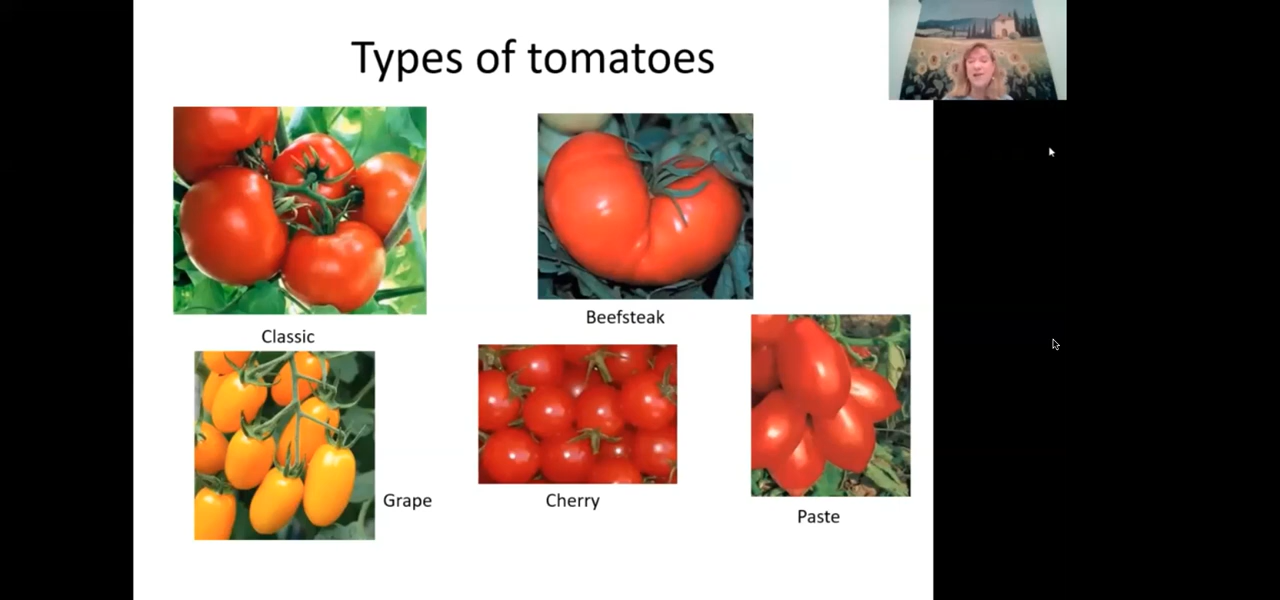 Types of tomatoes
Classic
Beefsteak
Grape
Cherry
Paste